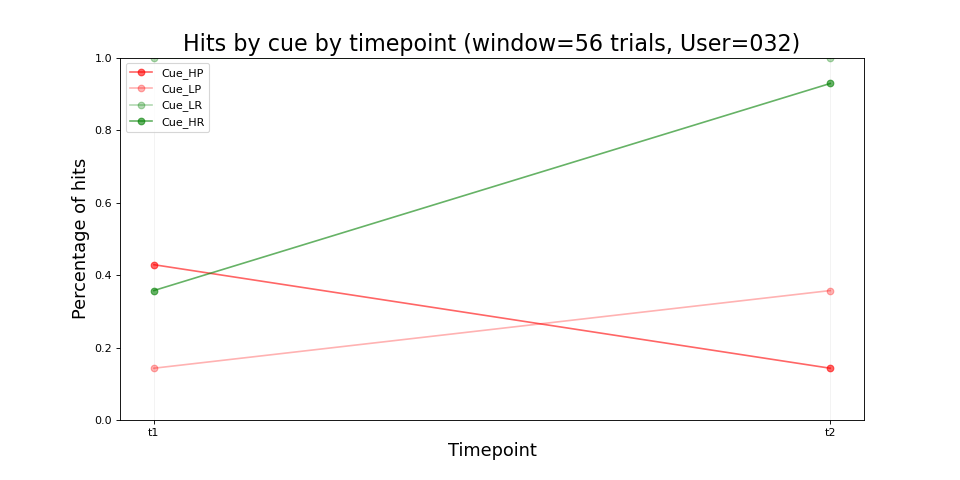 Hits by cue by timepoint (window=56 trials, User=032)
1.0
0.8
0.6
0.4
0.2
0.0
Percentage of hits
Cue_HP
Cue_LP
Cue_LR
Cue_HR
t1
t2
Timepoint